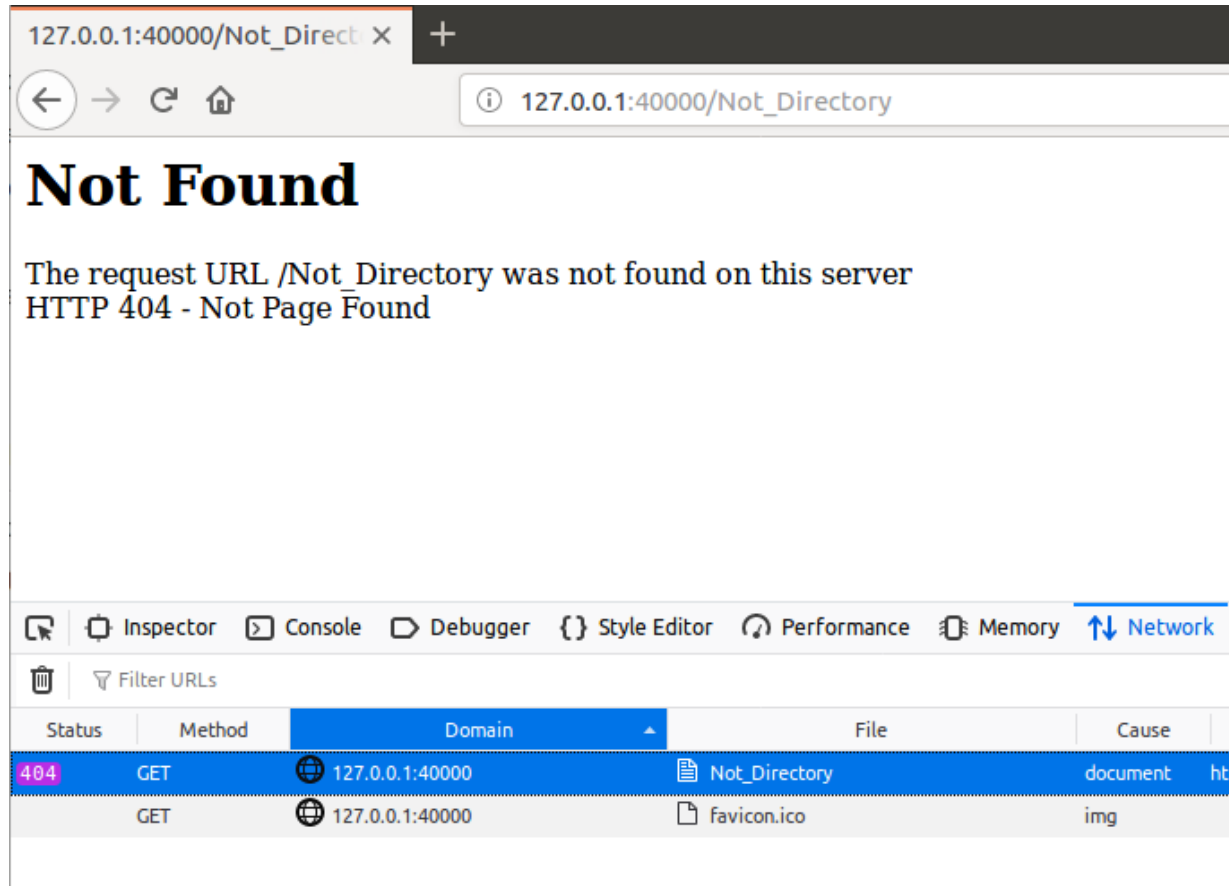 127.0.0.1:40000/Not_Direct
127.0.0.1:40000/Not_Directory
Not Found
The request URL /Not_Directory was not found on this server
HTTP 404 - Not Page Found
Inspector Console Debugger {} Style Editor Performance Memory Network
Filter URLs
Status Method Domain File Cause
404 GET 127.0.0.1:40000 Not_Directory document ht
GET 127.0.0.1:40000 favicon.ico img